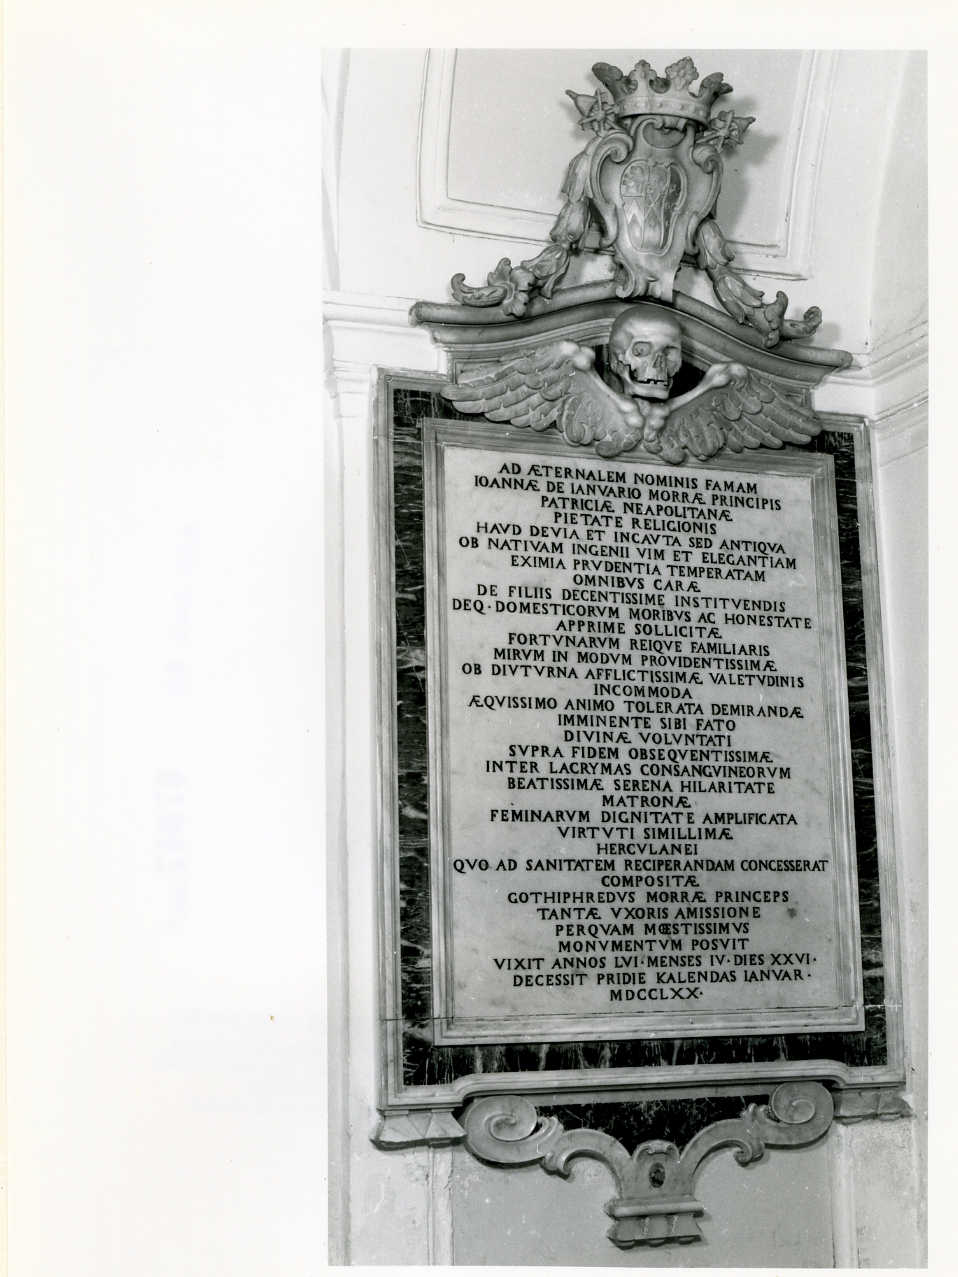 AD ÆTERNALEM NOMINIS FAMAM
IOANNÆ DE IANVARIO MORRÆ PRINCIPIS
PATRICIÆ NEAPOLITANÆ
PIETATE RELIGIONIS
HAVD DEVIA ET INCAVTA SED ANTIQVA
OB NATIVAM INGENII VIM ET ELEGANTIAM
EXIMIA PRVDENTIA TEMPERATAM
OMNIBVS CARÆ
DE FILIIS DECENTISSIME INSTITVENDIS
DEQ·DOMESTICORVM MORIBVS AC HONESTATE
APPRIME SOLLICITÆ
FORTVNARVM REIQVE FAMILIARIS
MIRVM IN MODVM PROVIDENTISSIMÆ
OB DIVTVRNA AFFLICTISSIMÆ VALETVDINIS
INCOMMODA
ÆQVISSIMO ANIMO TOLERATA DEMIRANDÆ
IMMINENTE SIBI FATO
DIVINÆ VOLVNTATI
SVPRA FIDEM OBSEQVENTISSIMÆ
INTER LACRYMAS CONSANGVINEORVM
BEATISSIMÆ SERENA HILARITATE
MATRONÆ
FEMINARVM DIGNITATE AMPLIFICATA
VIRTVTI SIMILLIMÆ
HERCVLANEI
QVO AD SANITATEM RECIPERANDAM CONCESSERAT
COMPOSITÆ
GOTHIPHREDVS MORRÆ PRINCEPS
TANTÆ VXORIS AMISSIONE
PERQVAM MŒSTISSIMVS
MONVMENTVM POSVIT
VIXIT ANNOS LVI·MENSES IV·DIES XXVI·
DECESSIT PRIDIE KALENDAS IANVAR·
MDCCLXX·